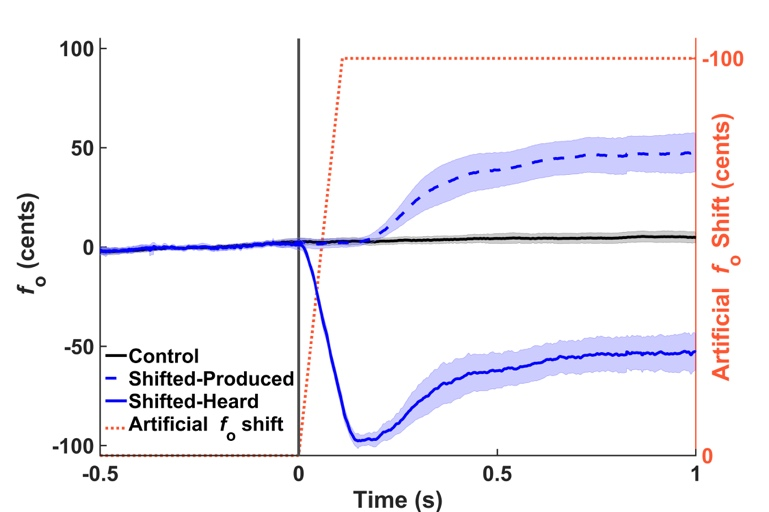 100
50
0
-50
-100
fo (cents)
-0.5
0
0.5
1
Time (s)
-100
0
Artificial fo Shift (cents)
Control
Shifted-Produced
Shifted-Heard
Artificial fo shift